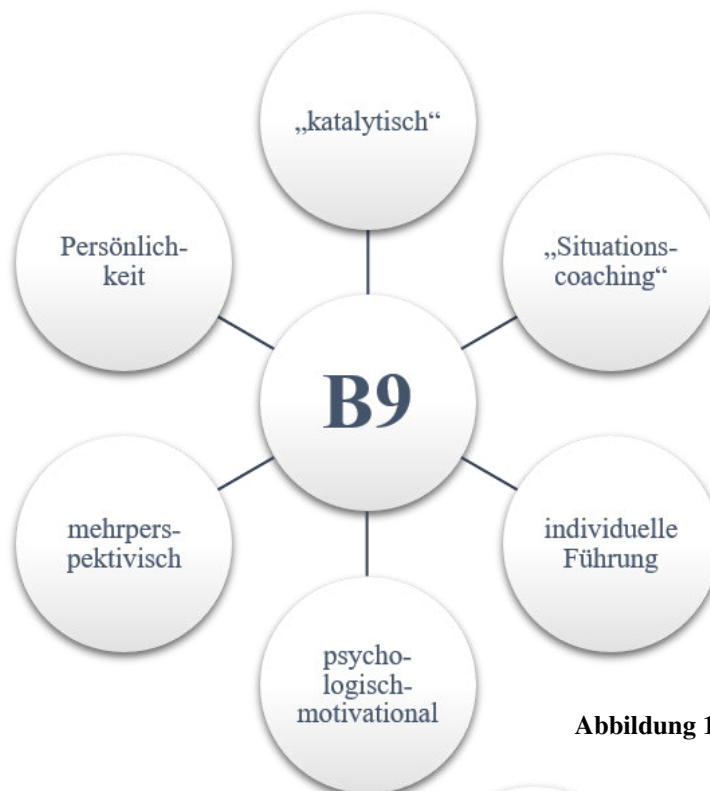 „katalytisch“
Persönlich-
keit
„Situations-
coaching“
B9
mehrpers-
pektivisch
individuelle
Führung
psycho-
logisch-
motivational
Abbildung 1